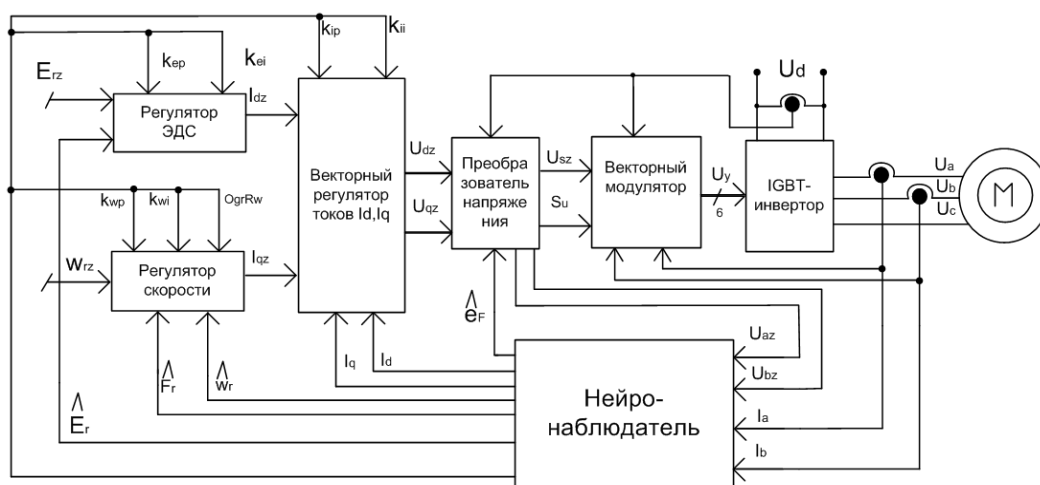 kip
kii
kep
kei
Erz
Idz
Регулятор
ЭДС
Ud
Векторный
регулятор
токов Id,Iq
Udz
Uqz
Преобра
зователь
напряже
ния
Usz
Su
Векторный
модулятор
Uy
6
IGBT-
инвертор
Ua
Ub
Uc
M
kwp
kwi
OgrRw
wrz
Регулятор
скорости
Iqz
^
eF
^
Fr
^
wr
Iq
Id
^
Er
Нейро-
наблюдатель
Uaz
Ubz
Ia
Ib